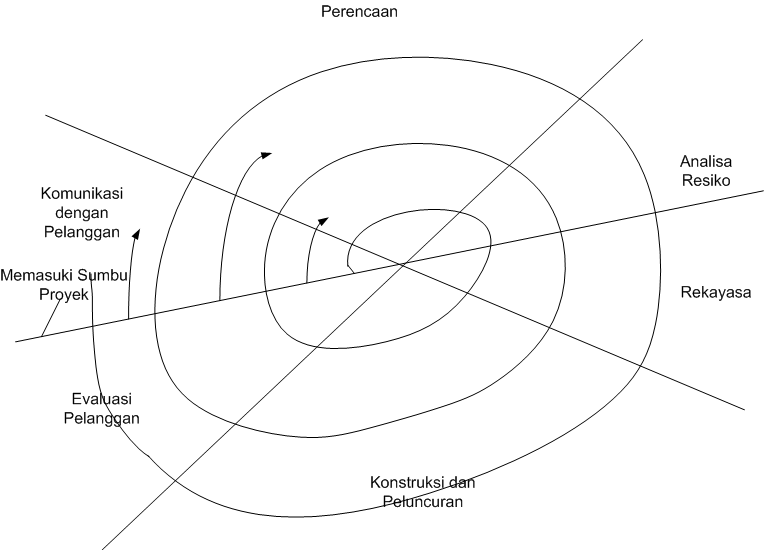 Perencaan
Analisa
Resiko
Komunikasi
dengan
Pelanggan
Memasuki Sumbu
Proyek
Rekayasa
Evaluasi
Pelanggan
Konstruksi dan
Peluncuran